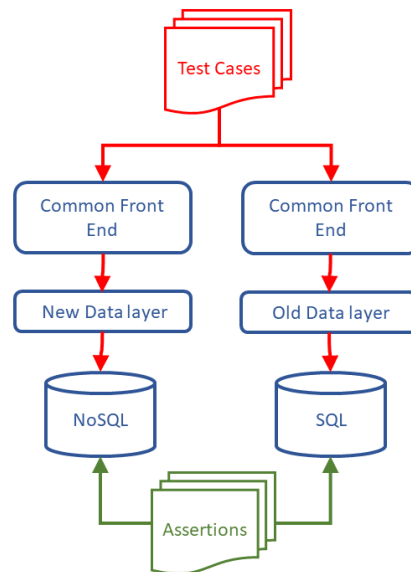 Test Cases
Common Front
End
Common Front
End
New Data layer
Old Data layer
NoSQL
SQL
Assertions